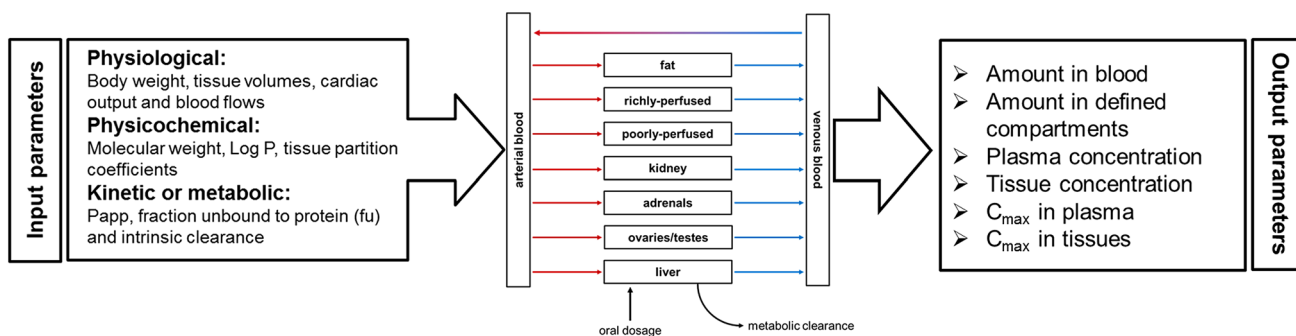 Input parameters
Physiological:
Body weight, tissue volumes, cardiac
output and blood flows
Physicochemical:
Molecular weight, Log P, tissue partition
coefficients
Kinetic or metabolic:
Papp, fraction unbound to protein (fu)
and intrinsic clearance
arterial blood
fat
richly-perfused
poorly-perfused
kidney
adrenals
ovaries/testes
liver
oral dosage
metabolic clearance
venous blood
➢ Amount in blood
➢ Amount in defined
compartments
➢ Plasma concentration
➢ Tissue concentration
➢ Cmax in plasma
➢ Cmax in tissues
Output parameters